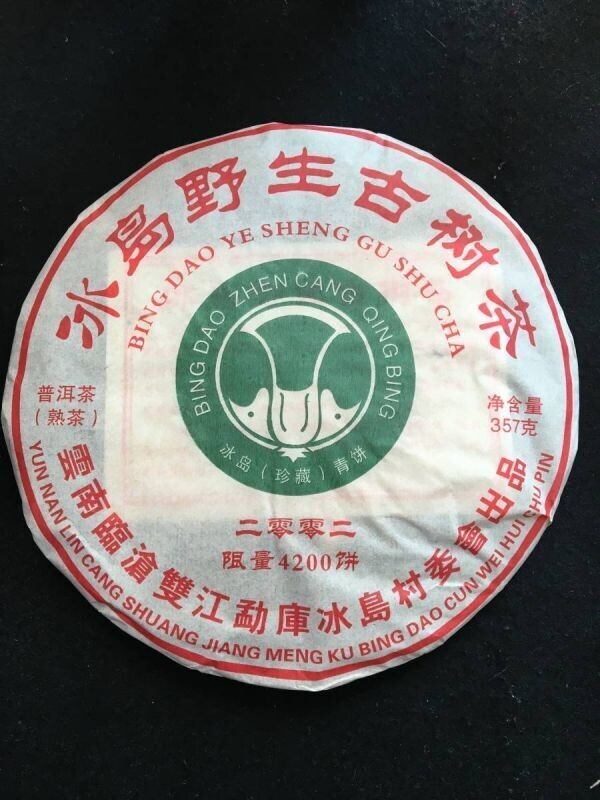 冰島野生古树茶
BING DAO YE SHENG GU SHU CHA
BING DAO ZHEN CANG QING BING
冰岛（珍藏）青饼
普洱茶
（熟茶）
净含量
357克
二零零二
限量4200饼
雲南臨滄雙江勐庫冰島村委會出品
YUN NAN LIN CANG SHUANG JIANG MENG KU BING DAO CUN WEI HUI CHU PIN